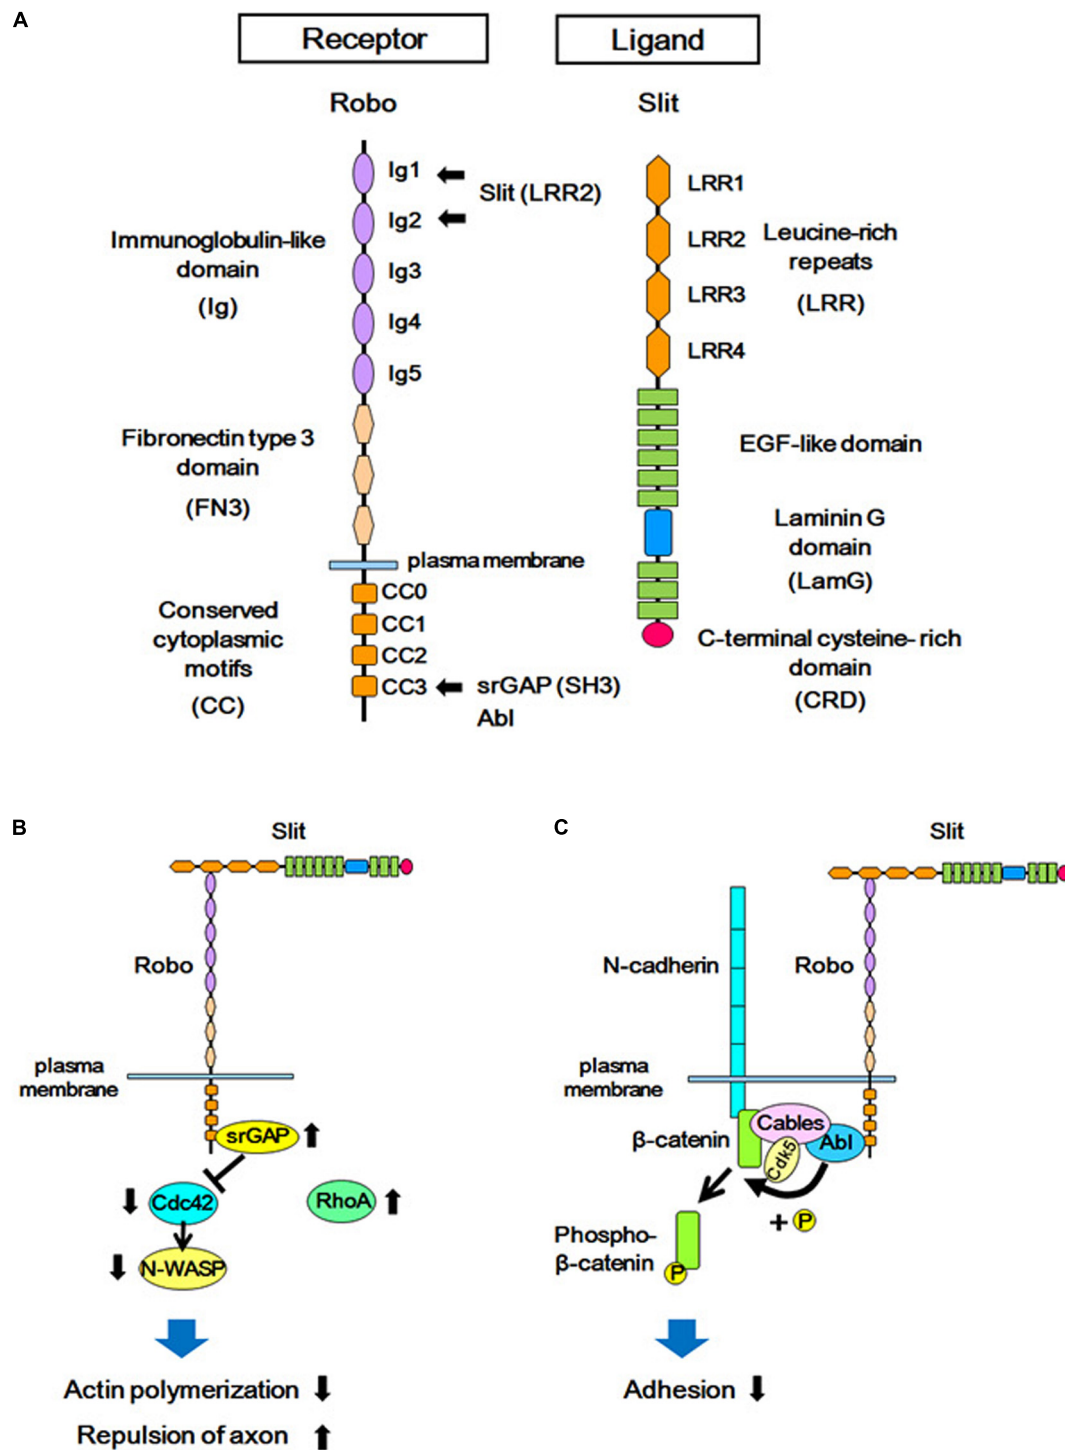 A
Receptor
Ligand
Robo
Slit
Ig1
Slit (LRR2)
Ig2
Ig3
Ig4
Ig5
Immunoglobulin-like
domain
(Ig)
Fibronectin type 3
domain
(FN3)
plasma membrane
Conserved
cytoplasmic
motifs
(CC)
CC0
CC1
CC2
CC3
srGAP (SH3)
Abl
LRR1
LRR2
LRR3
LRR4
Leucine-rich
repeats
(LRR)
EGF-like domain
Laminin G
domain
(LamG)
C-terminal cysteine- rich
domain
(CRD)
B
Slit
Robo
plasma
membrane
srGAP
Cdc42
RhoA
N-WASP
Actin polymerization
Repulsion of axon
C
Slit
N-cadherin
Robo
plasma
membrane
β-catenin
Cables
Cdk5
Abl
+ P
Phospho-
β-catenin
P
Adhesion